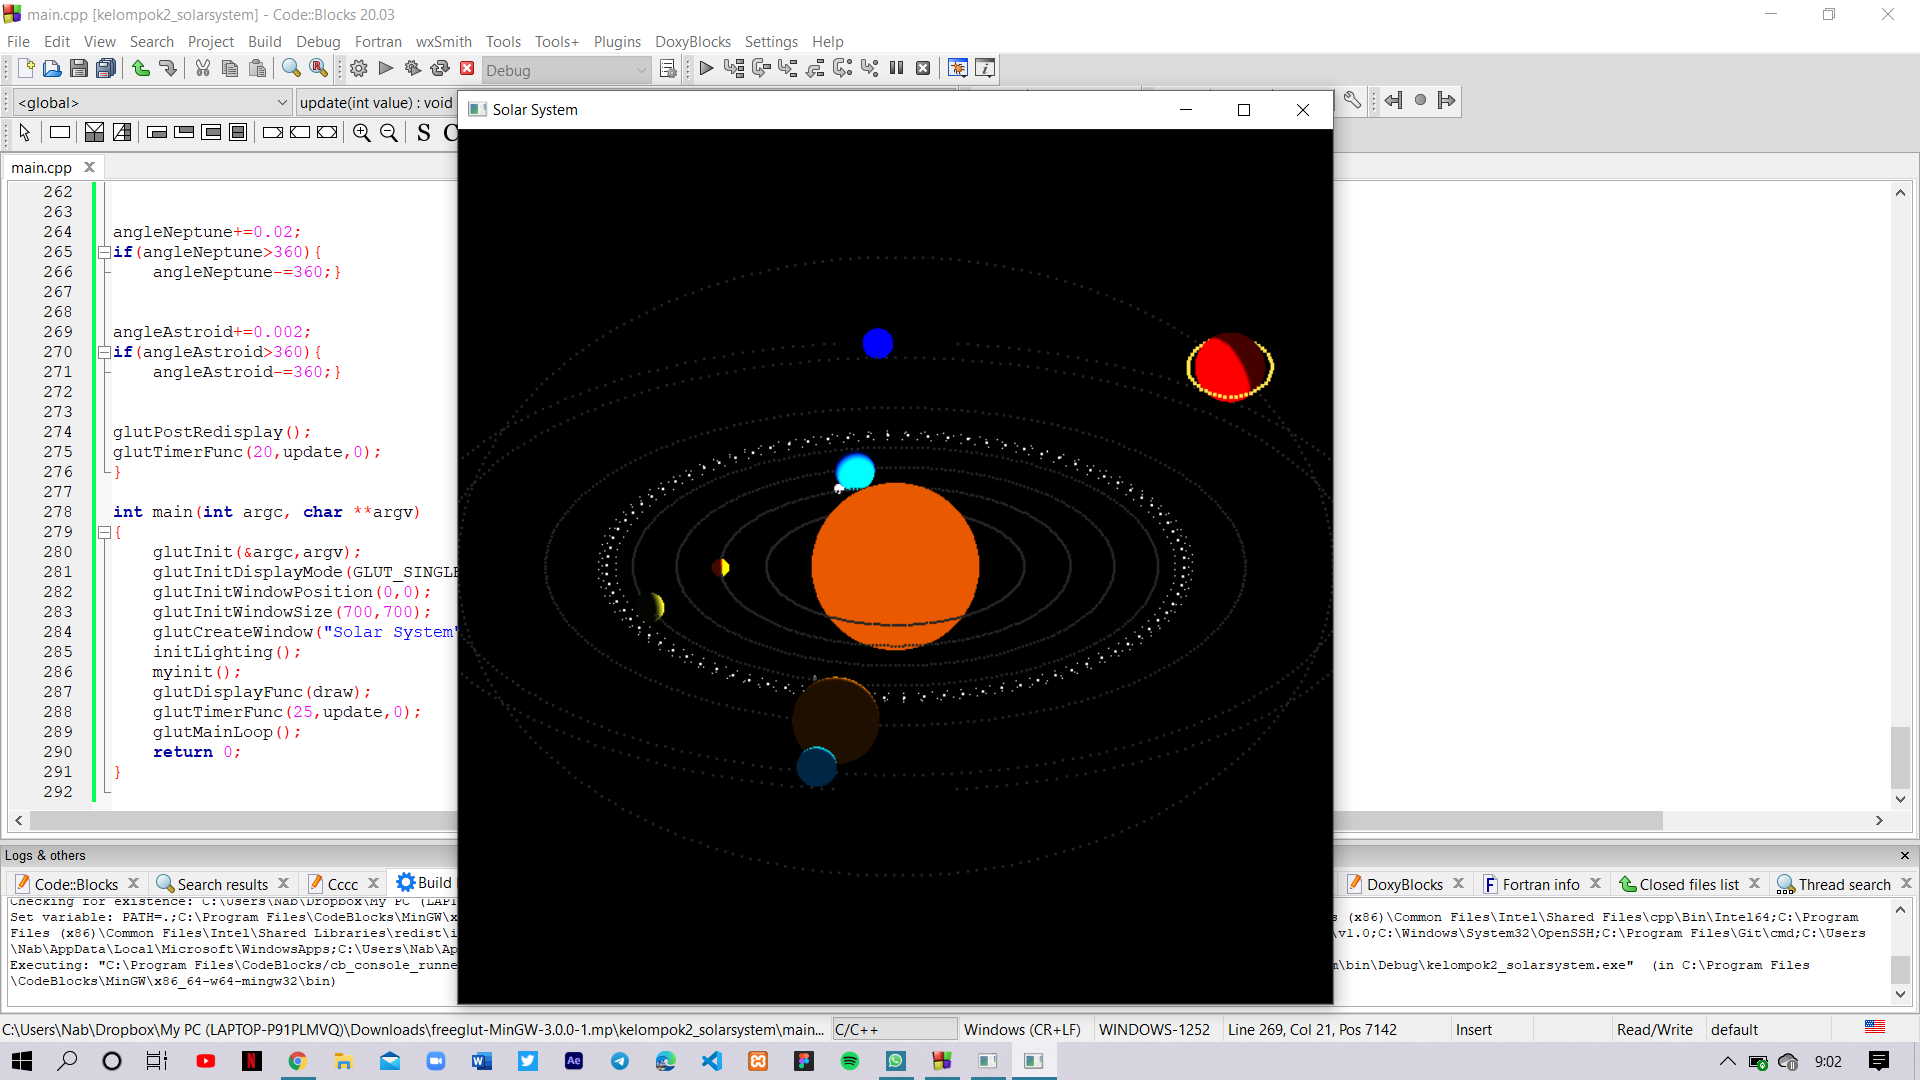 main.cpp [kelompok2_solarsystem] - Code::Blocks 20.03
File Edit View Search Project Build Debug Fortran wxSmith Tools Tools+ Plugins DoxyBlocks Settings Help
Debug
<global> update(int value) : void
Solar System
S
main.cpp
262
263
264 angleNeptune+=0.02;
265 if(angleNeptune>360){
266 angleNeptune-=360;}
267
268
269 angleAstroid+=0.002;
270 if(angleAstroid>360){
271 angleAstroid-=360;}
272
273
274 glutPostRedisplay();
275 glutTimerFunc(20,update,0);
276 }
277
278 int main(int argc, char **argv)
279 {
280 glutInit(&argc,argv);
281 glutInitDisplayMode(GLUT_SINGLE
282 glutInitWindowPosition(0,0);
283 glutInitWindowSize(700,700);
284 glutCreateWindow("Solar System"
285 initLighting();
286 myinit();
287 glutDisplayFunc(draw);
288 glutTimerFunc(25,update,0);
289 glutMainLoop();
290 return 0;
291 }
292
Logs & others
Code::Blocks Search results Cccc Build DoxyBlocks Fortran info Closed files list Thread search
Checking for existence: C:\Users\Nab\Dropbox\My PC (LAPT
Set variable: PATH=.;C:\Program Files\CodeBlocks\MinGW\x (x86)\Common Files\Intel\Shared Files\cpp\Bin\Intel64;C:\Program
Files (x86)\Common Files\Intel\Shared Libraries\redist\i \v1.0;C:\Windows\System32\OpenSSH;C:\Program Files\Git\cmd;C:\Users
\Nab\AppData\Local\Microsoft\WindowsApps;C:\Users\Nab\Ap
Executing: "C:\Program Files\CodeBlocks/cb_console_runne m\bin\Debug\kelompok2_solarsystem.exe" (in C:\Program Files
\CodeBlocks\MinGW\x86_64-w64-mingw32\bin)
C:\Users\Nab\Dropbox\My PC (LAPTOP-P91PLMVQ)\Downloads\freeglut-MinGW-3.0.0-1.mp\kelompok2_solarsystem\main... C/C++ Windows (CR+LF) WINDOWS-1252 Line 269, Col 21, Pos 7142 Insert Read/Write default
9:02